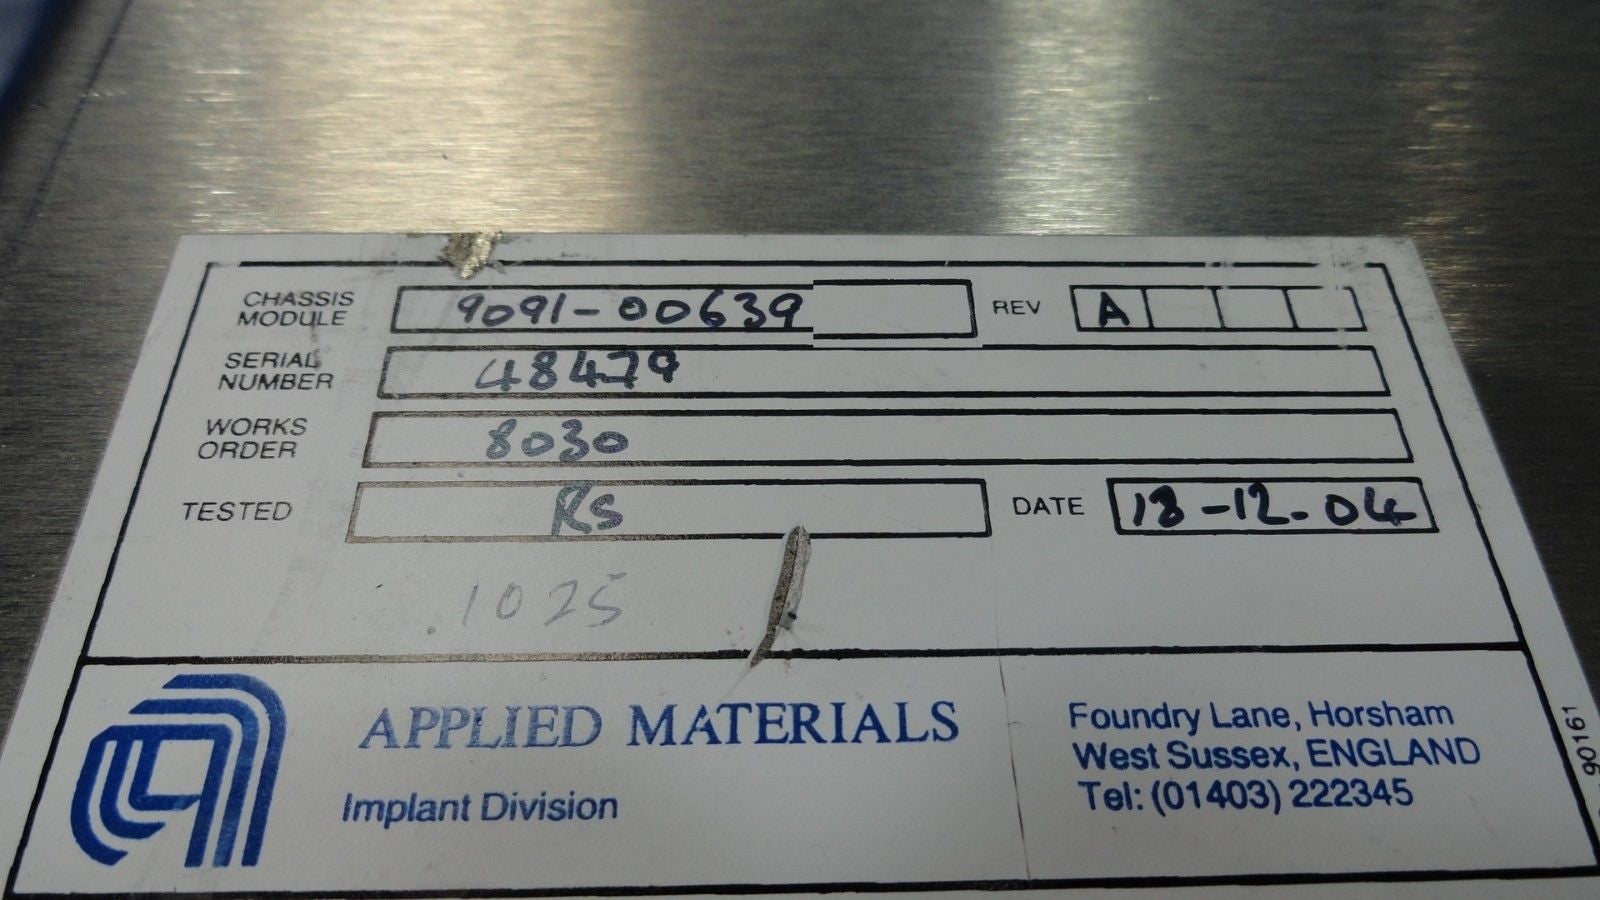 CHASSIS MODULE 9091-00639 REV A
SERIAL NUMBER 48479
WORKS ORDER 8030
TESTED RS DATE 18-12-04
.1025
APPLIED MATERIALS
Implant Division
Foundry Lane, Horsham
West Sussex, ENGLAND
Tel: (01403) 222345
90161